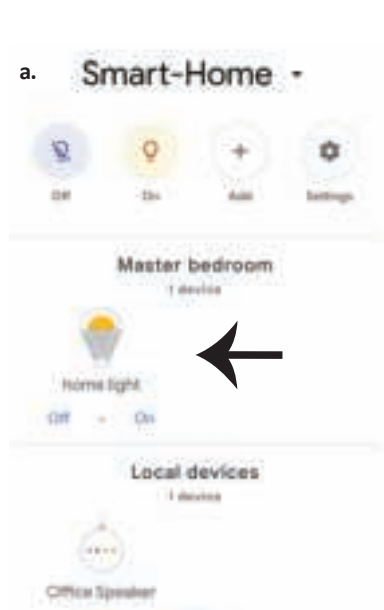 a.
Smart-Home
Off On Add Settings
Master bedroom
1 device
home light
Off - On
Local devices
1 device
Office Speaker